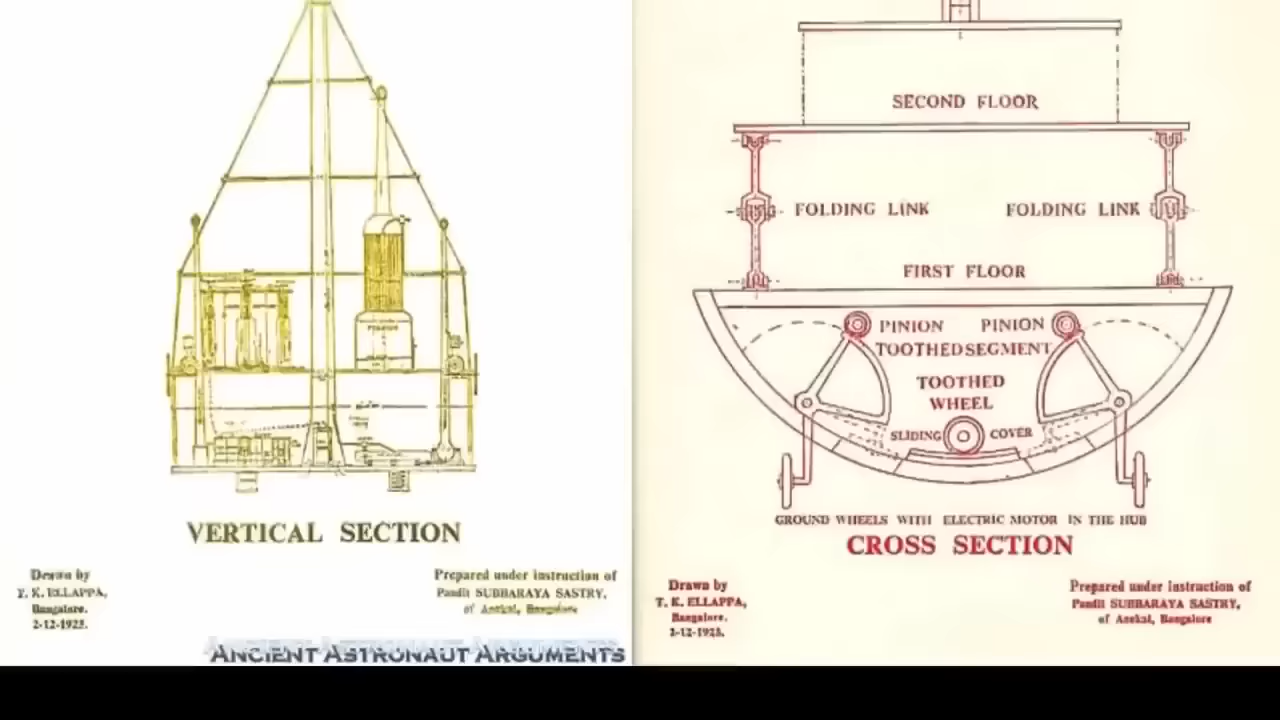 VERTICAL SECTION
Drawn by
T. K. ELLAPPA,
Bangalore.
2-12-1923.
Prepared under instruction of
Pandit SUBBARAYA SASTRY,
of Anekal, Bangalore
ANCIENT ASTRONAUT ARGUMENTS
SECOND FLOOR
FOLDING LINK FOLDING LINK
FIRST FLOOR
PINION PINION
TOOTHED SEGMENT
TOOTHED
WHEEL
SLIDING COVER
GROUND WHEELS WITH ELECTRIC MOTOR IN THE HUB
CROSS SECTION
Drawn by
T. K. ELLAPPA,
Bangalore.
2-12-1923.
Prepared under instruction of
Pandit SUBBARAYA SASTRY,
of Anekal, Bangalore